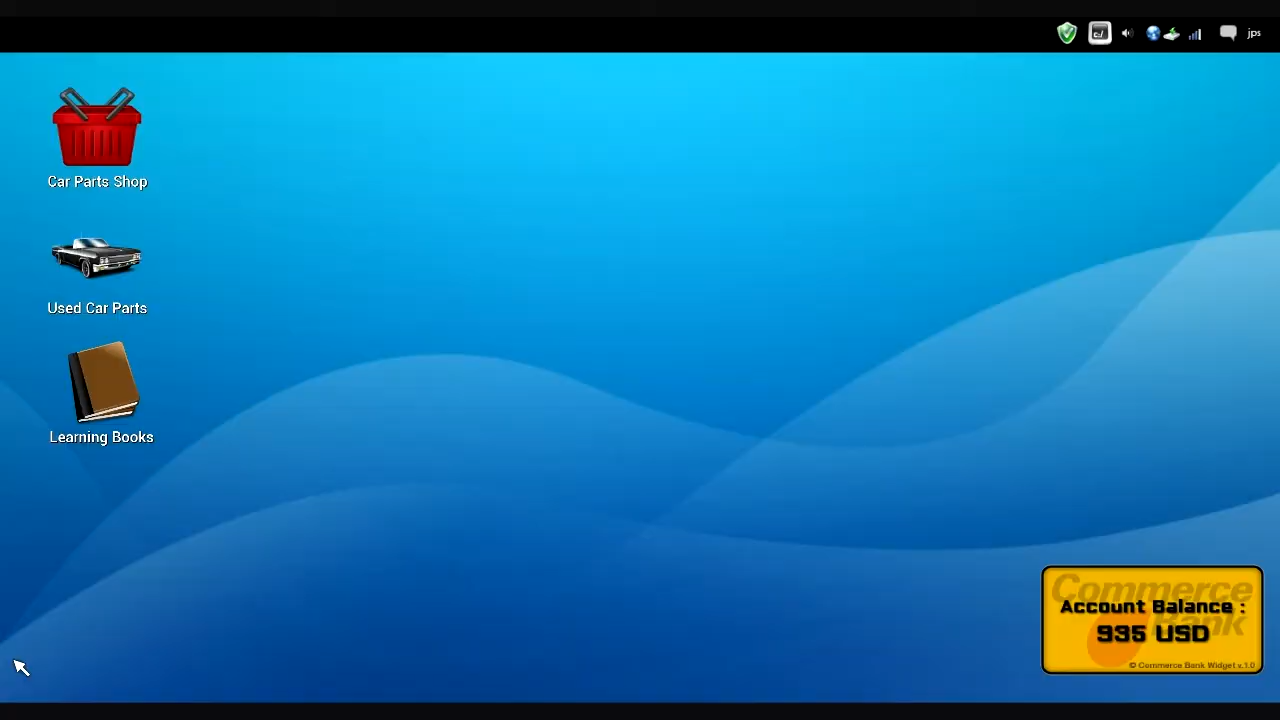 c:/
jps
Car Parts Shop
Used Car Parts
Learning Books
Commerce Bank
Account Balance :
935 USD
© Commerce Bank Widget v.1.0